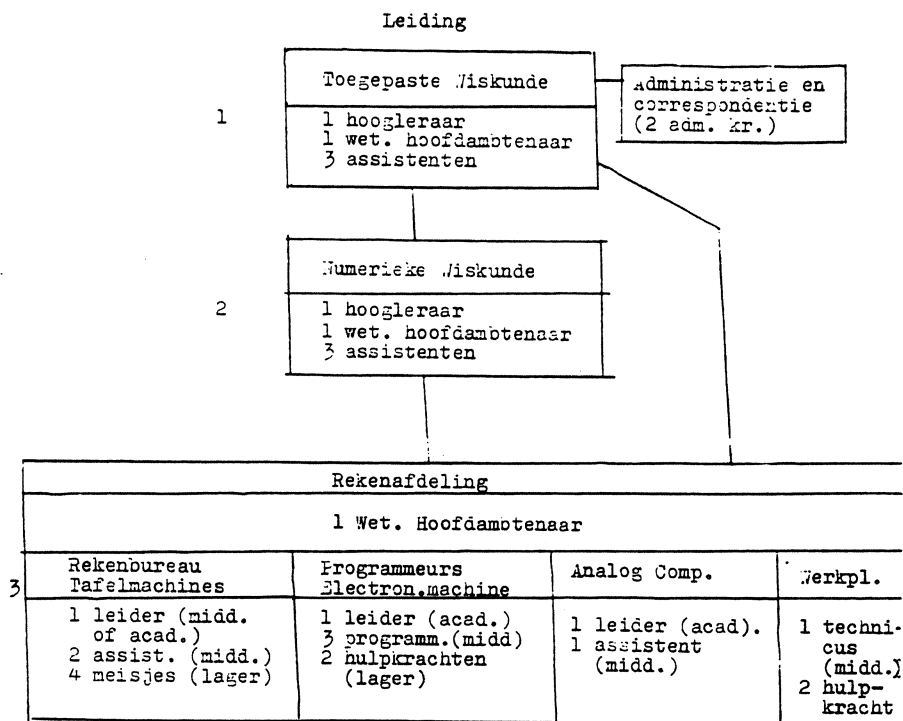 Leiding
Toegepaste Wiskunde
Administratie en
correspondentie
(2 adm. kr.)
1
1 hoogleraar
1 wet. hoofdambtenaar
3 assistenten
Numerieke Wiskunde
2
1 hoogleraar
1 wet. hoofdambtenaar
3 assistenten
Rekenafdeling
1 Wet. Hoofdambtenaar
3
Rekenbureau
Tafelmachines
1 leider (midd.
of acad.)
2 assist. (midd.)
4 meisjes (lager)
Programmeurs
Electron.machine
1 leider (acad.)
3 programm.(midd)
2 hulpkrachten
(lager)
Analog Comp.
1 leider (acad).
1 assistent
(midd.)
Werkpl.
1 techni-
cus
(midd.)
2 hulp-
kracht